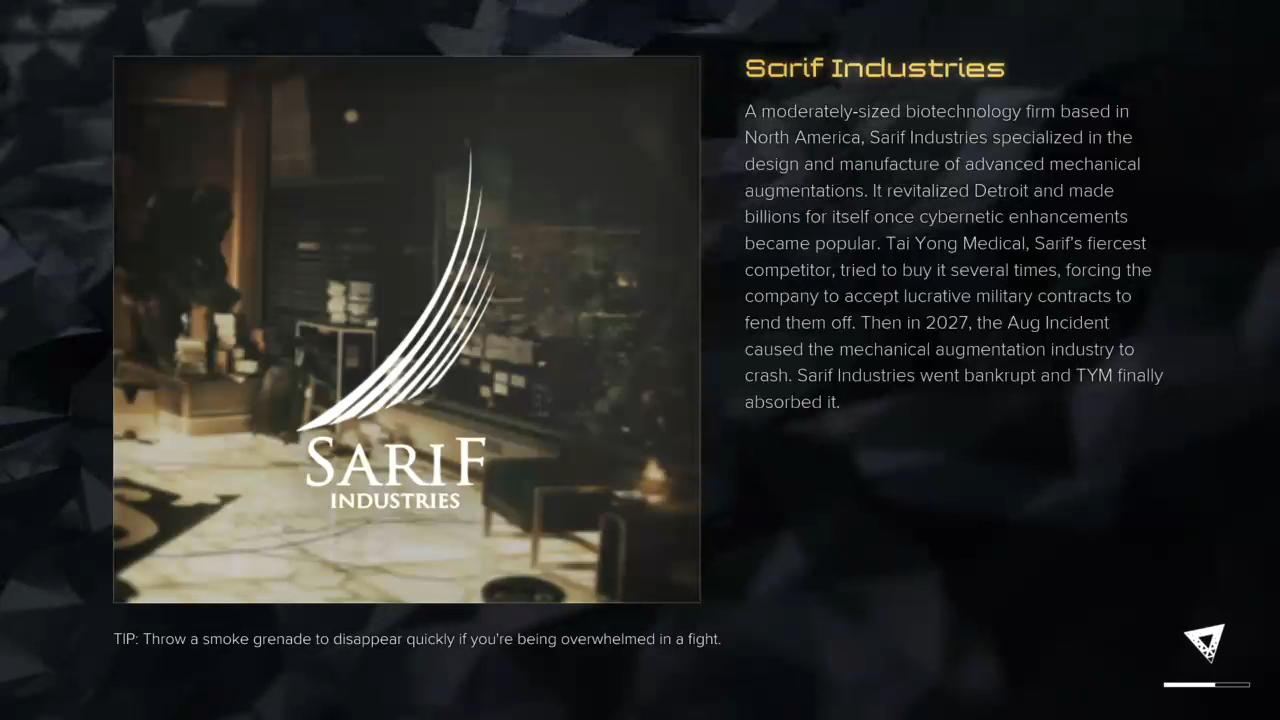 Sarif Industries
A moderately-sized biotechnology firm based in
North America, Sarif Industries specialized in the
design and manufacture of advanced mechanical
augmentations. It revitalized Detroit and made
billions for itself once cybernetic enhancements
became popular. Tai Yong Medical, Sarif's fiercest
competitor, tried to buy it several times, forcing the
company to accept lucrative military contracts to
fend them off. Then in 2027, the Aug Incident
caused the mechanical augmentation industry to
crash. Sarif Industries went bankrupt and TYM finally
absorbed it.
SARIF
INDUSTRIES
TIP: Throw a smoke grenade to disappear quickly if you're being overwhelmed in a fight.